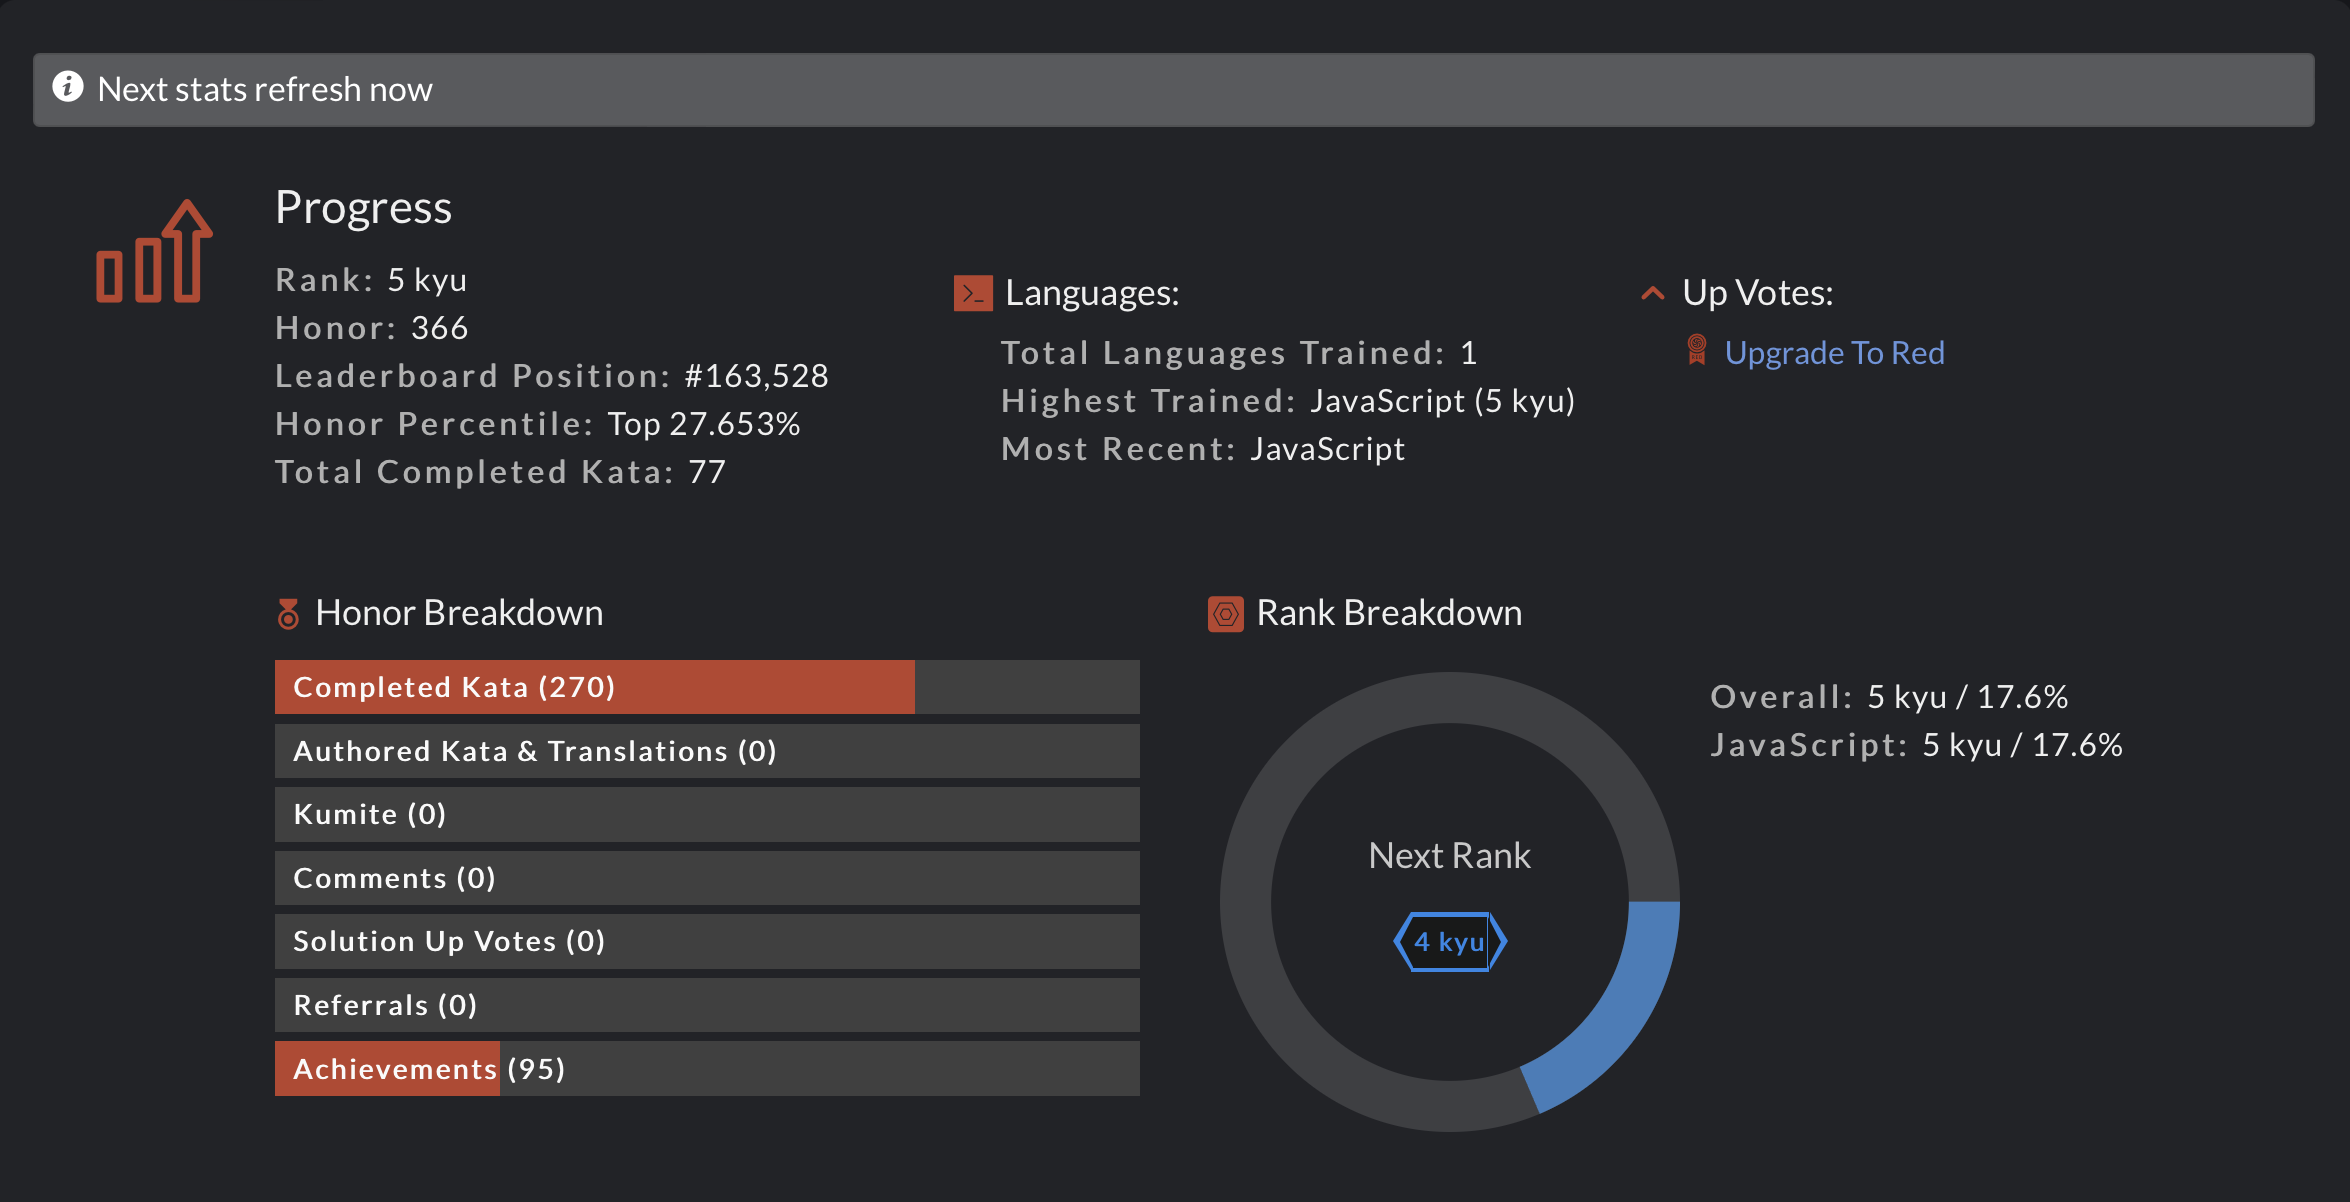 Next stats refresh now
Progress
Rank: 5 kyu
Honor: 366
Leaderboard Position: #163,528
Honor Percentile: Top 27.653%
Total Completed Kata: 77
Languages:
Total Languages Trained: 1
Highest Trained: JavaScript (5 kyu)
Most Recent: JavaScript
Up Votes:
Upgrade To Red
Honor Breakdown
Completed Kata (270)
Authored Kata & Translations (0)
Kumite (0)
Comments (0)
Solution Up Votes (0)
Referrals (0)
Achievements (95)
Rank Breakdown
Next Rank
4 kyu
Overall: 5 kyu / 17.6%
JavaScript: 5 kyu / 17.6%